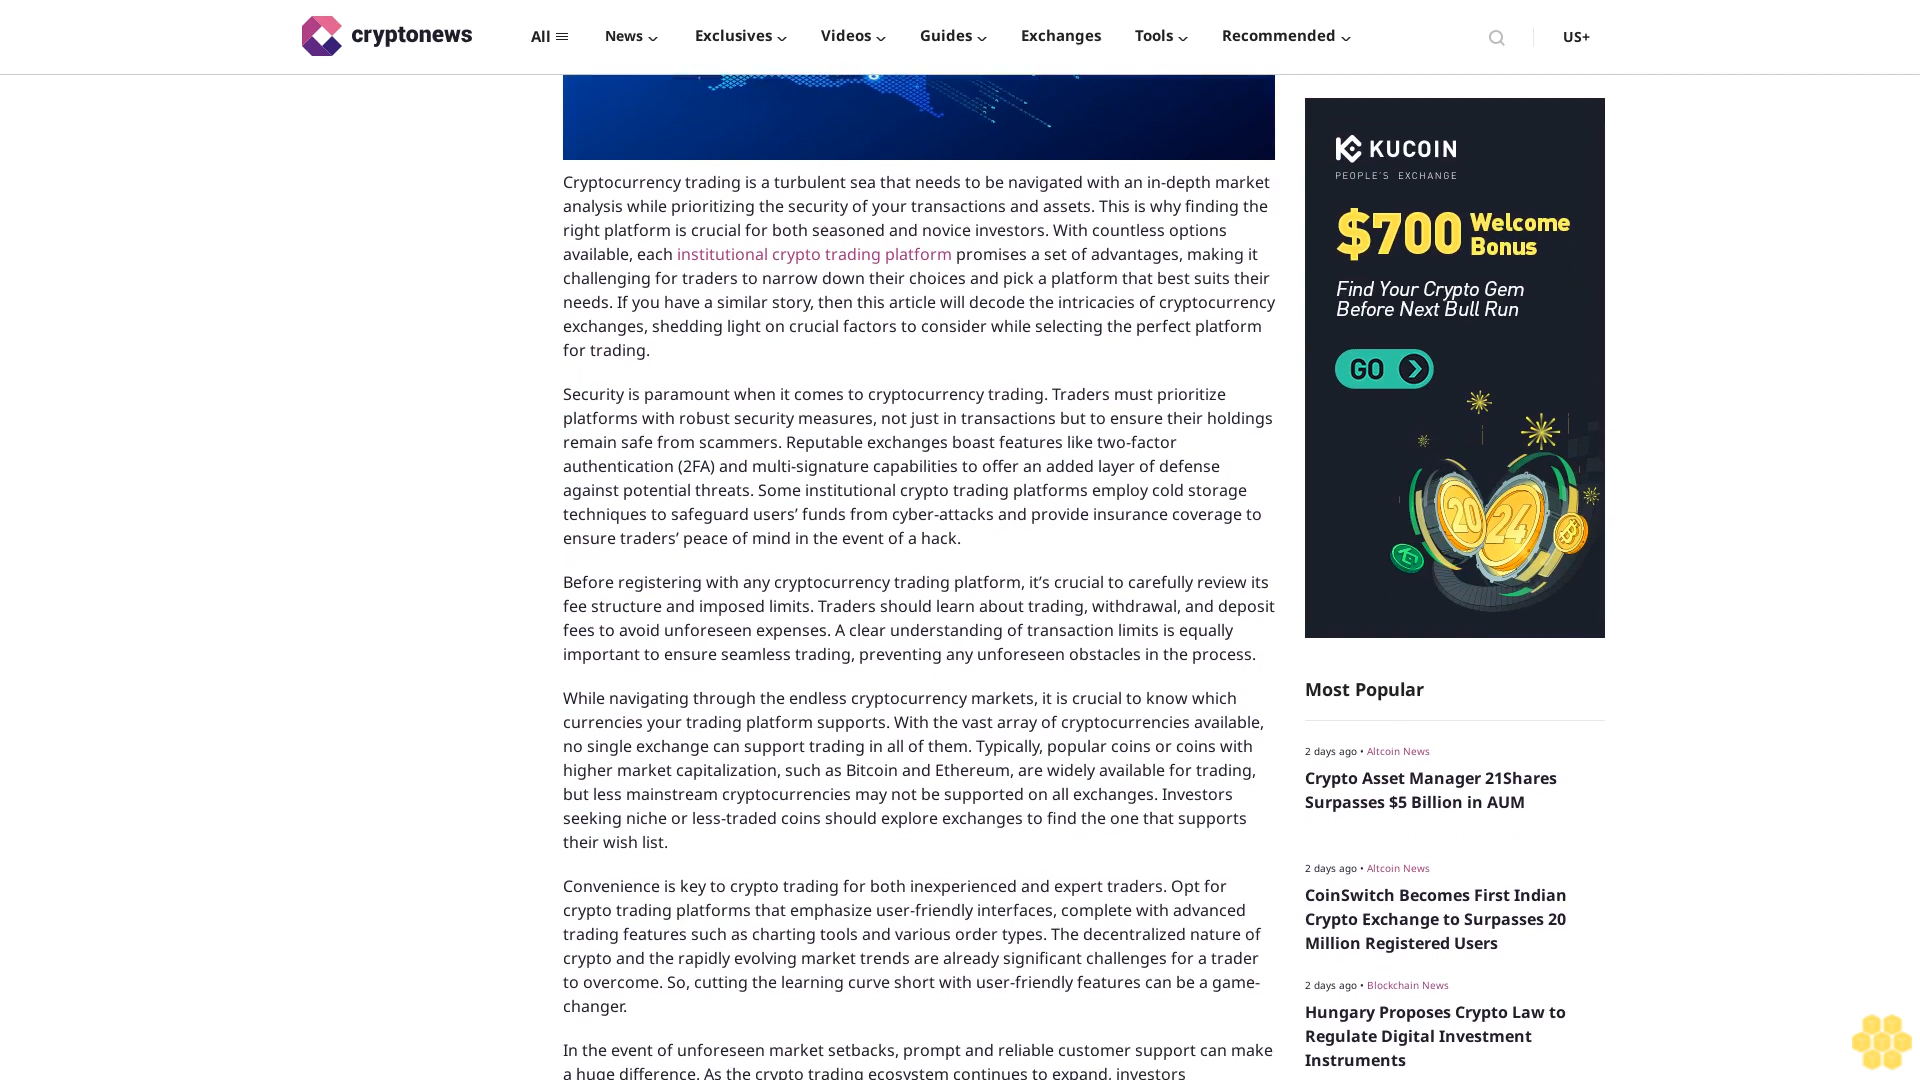 cryptonews
All
News
Exclusives
Videos
Guides
Exchanges
Tools
Recommended
US+
Cryptocurrency trading is a turbulent sea that needs to be navigated with an in-depth market
analysis while prioritizing the security of your transactions and assets. This is why finding the
right platform is crucial for both seasoned and novice investors. With countless options
available, each institutional crypto trading platform promises a set of advantages, making it
challenging for traders to narrow down their choices and pick a platform that best suits their
needs. If you have a similar story, then this article will decode the intricacies of cryptocurrency
exchanges, shedding light on crucial factors to consider while selecting the perfect platform
for trading.
Security is paramount when it comes to cryptocurrency trading. Traders must prioritize
platforms with robust security measures, not just in transactions but to ensure their holdings
remain safe from scammers. Reputable exchanges boast features like two-factor
authentication (2FA) and multi-signature capabilities to offer an added layer of defense
against potential threats. Some institutional crypto trading platforms employ cold storage
techniques to safeguard users’ funds from cyber-attacks and provide insurance coverage to
ensure traders’ peace of mind in the event of a hack.
Before registering with any cryptocurrency trading platform, it’s crucial to carefully review its
fee structure and imposed limits. Traders should learn about trading, withdrawal, and deposit
fees to avoid unforeseen expenses. A clear understanding of transaction limits is equally
important to ensure seamless trading, preventing any unforeseen obstacles in the process.
While navigating through the endless cryptocurrency markets, it is crucial to know which
currencies your trading platform supports. With the vast array of cryptocurrencies available,
no single exchange can support trading in all of them. Typically, popular coins or coins with
higher market capitalization, such as Bitcoin and Ethereum, are widely available for trading,
but less mainstream cryptocurrencies may not be supported on all exchanges. Investors
seeking niche or less-traded coins should explore exchanges to find the one that supports
their wish list.
Convenience is key to crypto trading for both inexperienced and expert traders. Opt for
crypto trading platforms that emphasize user-friendly interfaces, complete with advanced
trading features such as charting tools and various order types. The decentralized nature of
crypto and the rapidly evolving market trends are already significant challenges for a trader
to overcome. So, cutting the learning curve short with user-friendly features can be a game-
changer.
In the event of unforeseen market setbacks, prompt and reliable customer support can make
a huge difference. As the crypto trading ecosystem continues to expand, investors
KUCOIN
PEOPLE'S EXCHANGE
$700 Welcome
Bonus
Find Your Crypto Gem
Before Next Bull Run
GO
20 24
Most Popular
2 days ago • Altcoin News
Crypto Asset Manager 21Shares
Surpasses $5 Billion in AUM
2 days ago • Altcoin News
CoinSwitch Becomes First Indian
Crypto Exchange to Surpasses 20
Million Registered Users
2 days ago • Blockchain News
Hungary Proposes Crypto Law to
Regulate Digital Investment
Instruments